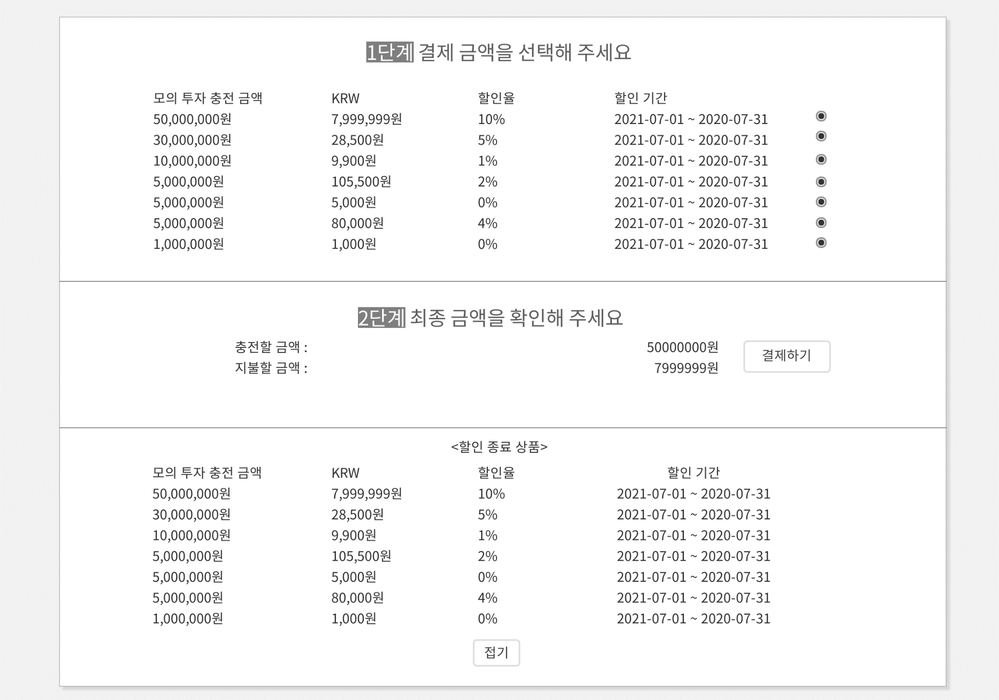 1단계 결제 금액을 선택해 주세요
모의 투자 충전 금액 KRW 할인율 할인 기간
50,000,000원 7,999,999원 10% 2021-07-01 ~ 2020-07-31
30,000,000원 28,500원 5% 2021-07-01 ~ 2020-07-31
10,000,000원 9,900원 1% 2021-07-01 ~ 2020-07-31
5,000,000원 105,500원 2% 2021-07-01 ~ 2020-07-31
5,000,000원 5,000원 0% 2021-07-01 ~ 2020-07-31
5,000,000원 80,000원 4% 2021-07-01 ~ 2020-07-31
1,000,000원 1,000원 0% 2021-07-01 ~ 2020-07-31
2단계 최종 금액을 확인해 주세요
충전할 금액 : 50000000원
지불할 금액 : 7999999원
결제하기
<할인 종료 상품>
모의 투자 충전 금액 KRW 할인율 할인 기간
50,000,000원 7,999,999원 10% 2021-07-01 ~ 2020-07-31
30,000,000원 28,500원 5% 2021-07-01 ~ 2020-07-31
10,000,000원 9,900원 1% 2021-07-01 ~ 2020-07-31
5,000,000원 105,500원 2% 2021-07-01 ~ 2020-07-31
5,000,000원 5,000원 0% 2021-07-01 ~ 2020-07-31
5,000,000원 80,000원 4% 2021-07-01 ~ 2020-07-31
1,000,000원 1,000원 0% 2021-07-01 ~ 2020-07-31
접기